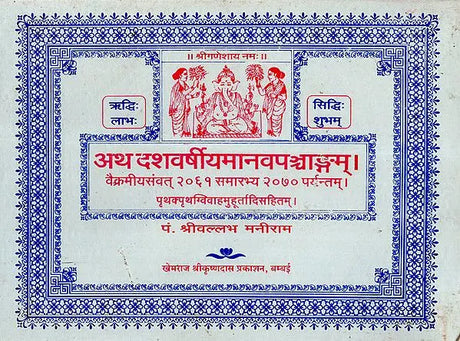 ॥ श्रीगणेशाय नमः ॥
ऋद्धिः
लाभः
सिद्धिः
शुभम्
अथ दशवर्षीयमानवपञ्चाङ्गम् ।
वैक्रमीयसंवत् २०६१ समारभ्य २०७० पर्य्यन्तम् ।
पृथक्पृथग्विवाहमुहूर्तादिसहितम् ।
पं. श्रीवल्लभ मनीराम
खेमराज श्रीकृष्णदास प्रकाशन, बम्बई